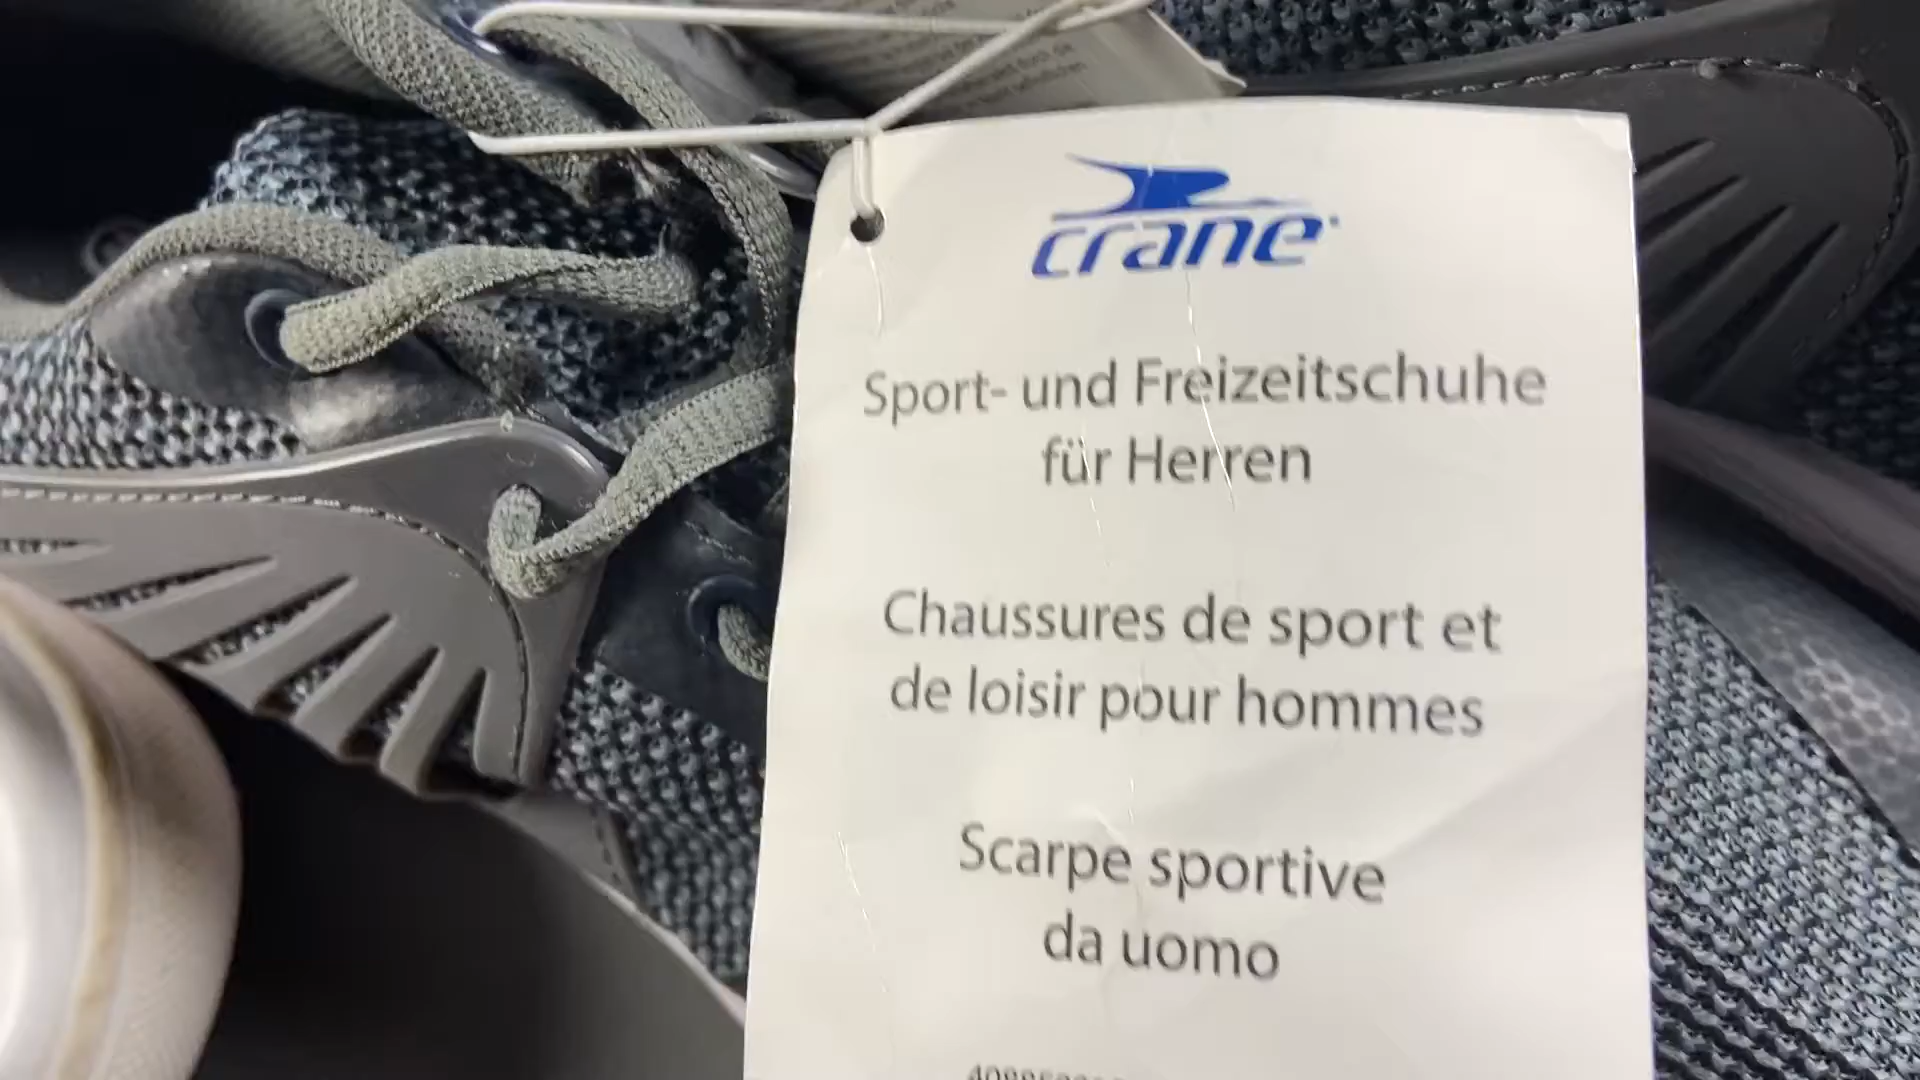 crane
Sport- und Freizeitschuhe
für Herren
Chaussures de sport et
de loisir pour hommes
Scarpe sportive
da uomo